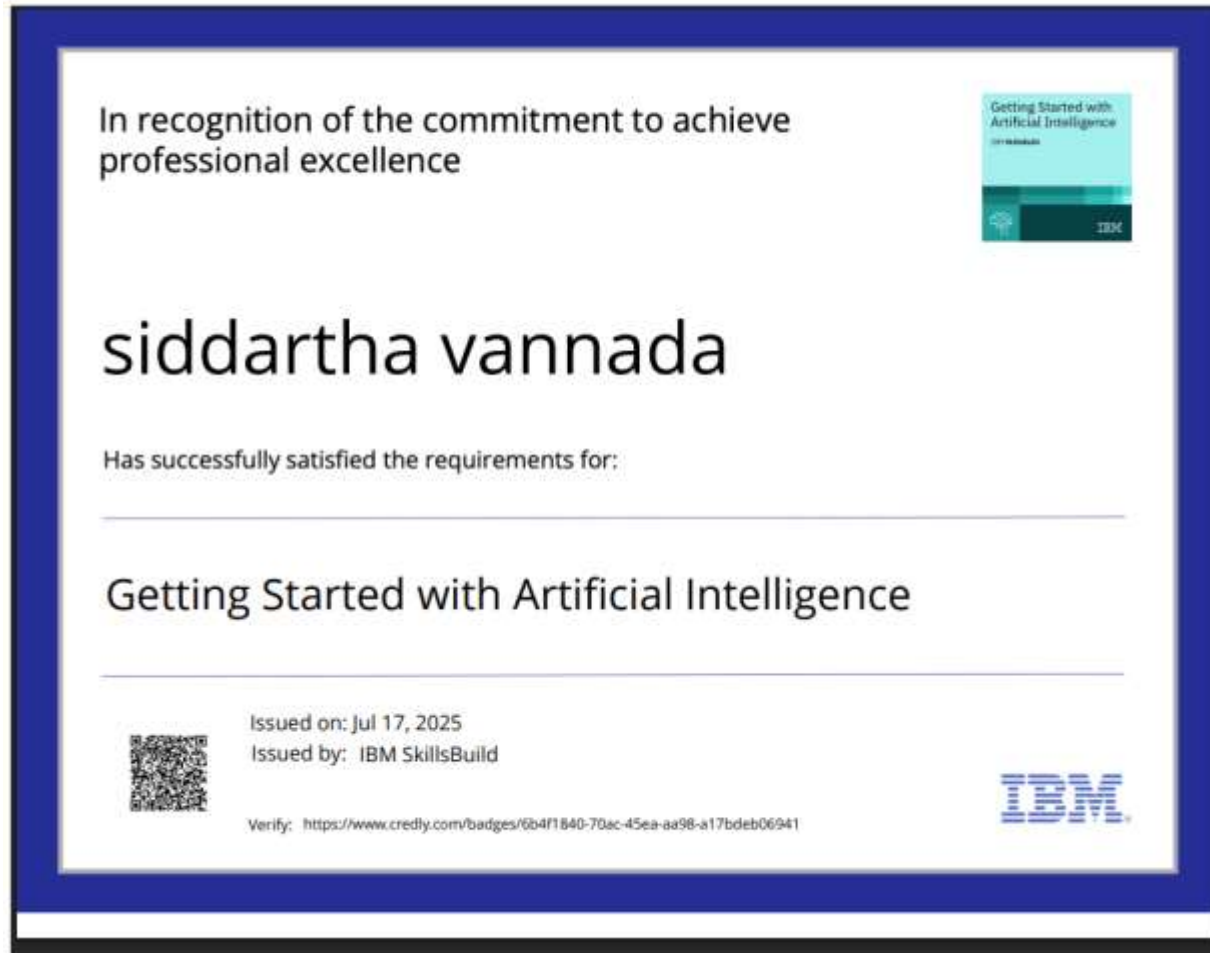 In recognition of the commitment to achieve
professional excellence
Getting Started with
Artificial Intelligence
IBM SkillsBuild
IBM
siddartha vannada
Has successfully satisfied the requirements for:
Getting Started with Artificial Intelligence
Issued on: Jul 17, 2025
Issued by: IBM SkillsBuild
Verify: https://www.credly.com/badges/6b4f1840-70ac-45ea-aa98-a17bdeb06941
IBM